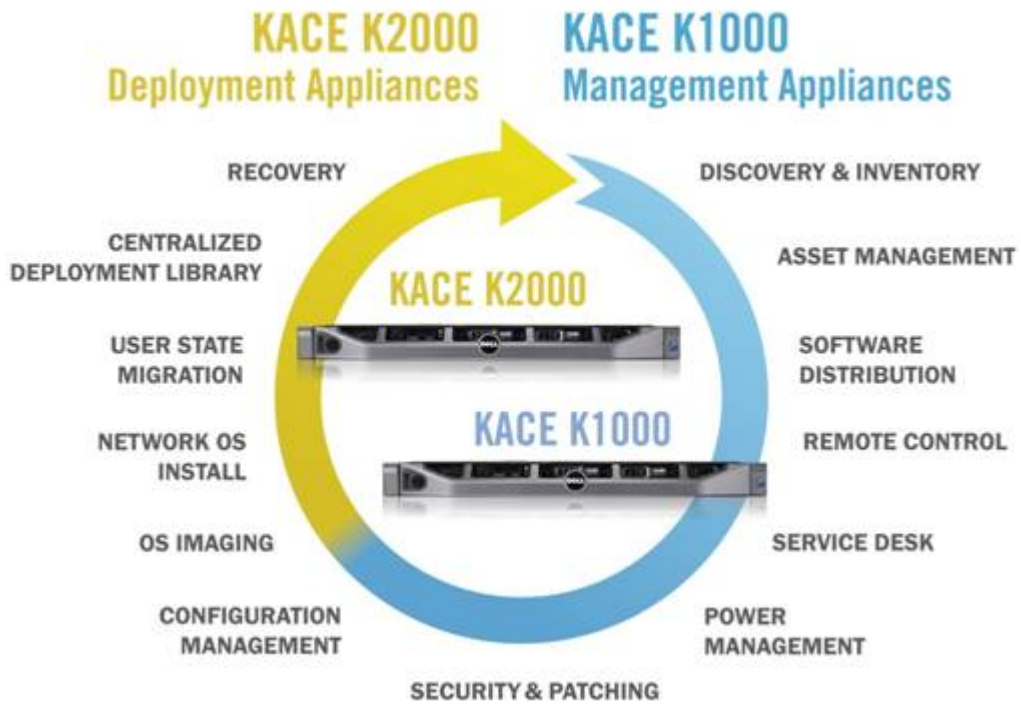 KACE K2000
Deployment Appliances
KACE K1000
Management Appliances
RECOVERY
DISCOVERY & INVENTORY
CENTRALIZED
DEPLOYMENT LIBRARY
ASSET MANAGEMENT
KACE K2000
DELL
USER STATE
MIGRATION
SOFTWARE
DISTRIBUTION
KACE K1000
NETWORK OS
INSTALL
REMOTE CONTROL
DELL
OS IMAGING
SERVICE DESK
CONFIGURATION
MANAGEMENT
POWER
MANAGEMENT
SECURITY & PATCHING